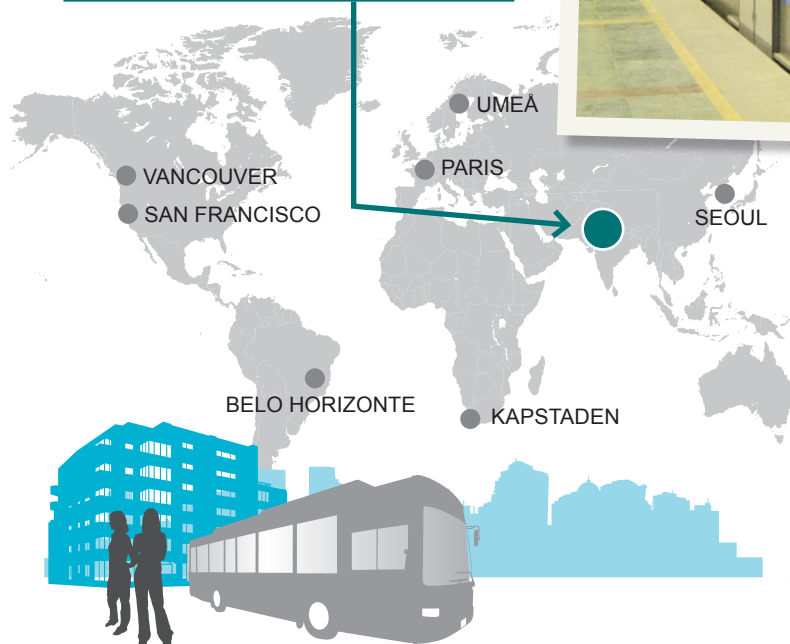 UMEÅ
PARIS
VANCOUVER
SAN FRANCISCO
SEOUL
BELO HORIZONTE
KAPSTADEN